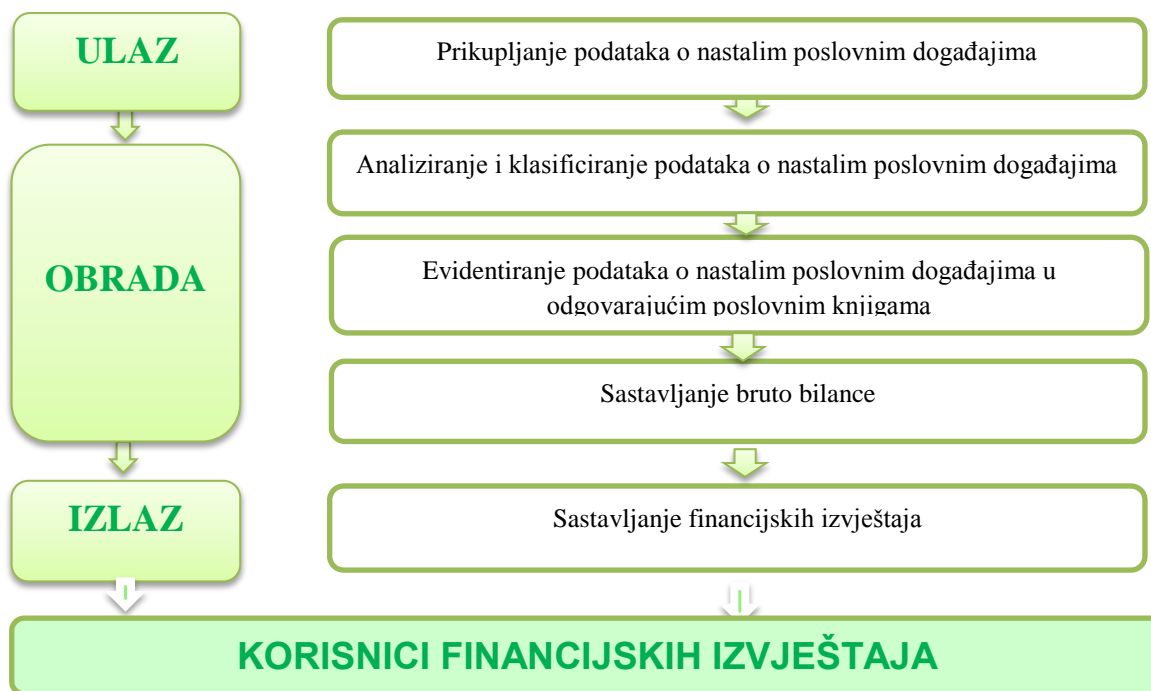 ULAZ
Prikupljanje podataka o nastalim poslovnim događajima
Analiziranje i klasificiranje podataka o nastalim poslovnim događajima
OBRADA
Evidentiranje podataka o nastalim poslovnim događajima u
odgovarajućim poslovnim knjigama
Sastavljanje bruto bilance
IZLAZ
Sastavljanje financijskih izvještaja
KORISNICI FINANCIJSKIH IZVJEŠTAJA